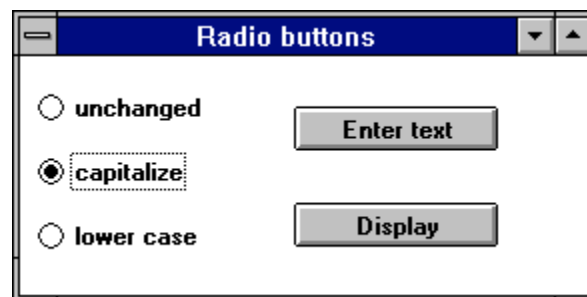 Radio buttons
unchanged
Enter text
capitalize
Display
lower case